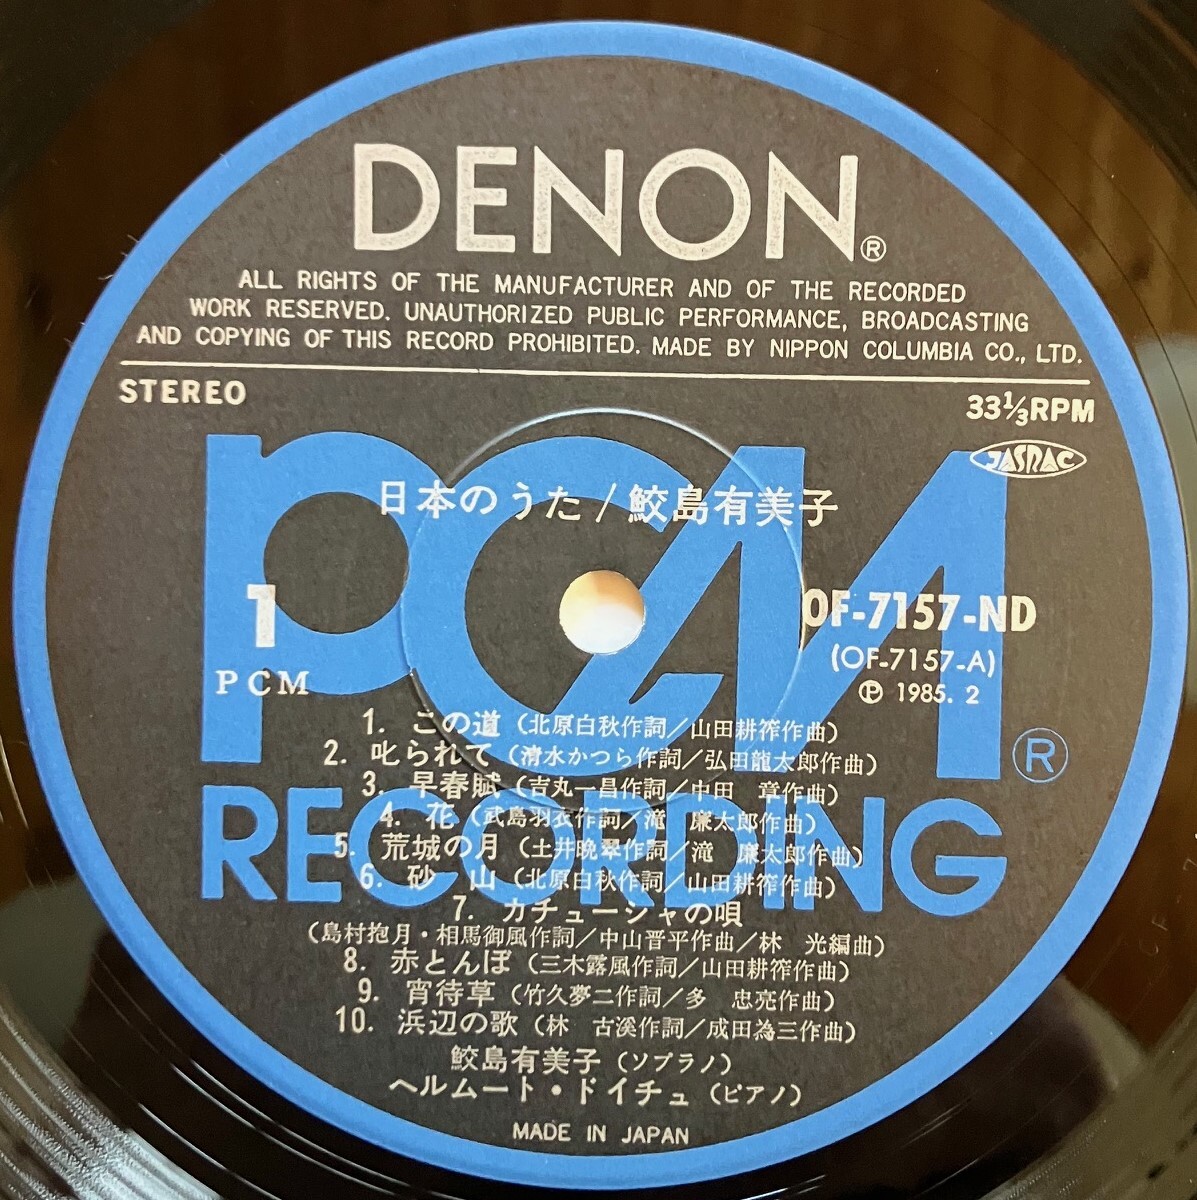 DENON®
ALL RIGHTS OF THE MANUFACTURER AND OF THE RECORDED
WORK RESERVED. UNAUTHORIZED PUBLIC PERFORMANCE, BROADCASTING
AND COPYING OF THIS RECORD PROHIBITED. MADE BY NIPPON COLUMBIA CO., LTD.
STEREO
33⅓RPM
JASRAC
PCM®
RECORDING
日本のうた/鮫島有美子
1
PCM
OF-7157-ND
(OF-7157-A)
Ⓟ 1985. 2
1. この道 (北原白秋作詞/山田耕筰作曲)
2. 叱られて (清水かつら作詞/弘田龍太郎作曲)
3. 早春賦 (吉丸一昌作詞/中田 章作曲)
4. 花 (武島羽衣作詞/滝 廉太郎作曲)
5. 荒城の月 (土井晩翠作詞/滝 廉太郎作曲)
6. 砂 山 (北原白秋作詞/山田耕筰作曲)
7. カチューシャの唄
(島村抱月・相馬御風作詞/中山晋平作曲/林 光編曲)
8. 赤とんぼ (三木露風作詞/山田耕筰作曲)
9. 宵待草 (竹久夢二作詞/多 忠亮作曲)
10. 浜辺の歌 (林 古溪作詞/成田為三作曲)
鮫島有美子 (ソプラノ)
ヘルムート・ドイチュ (ピアノ)
MADE IN JAPAN